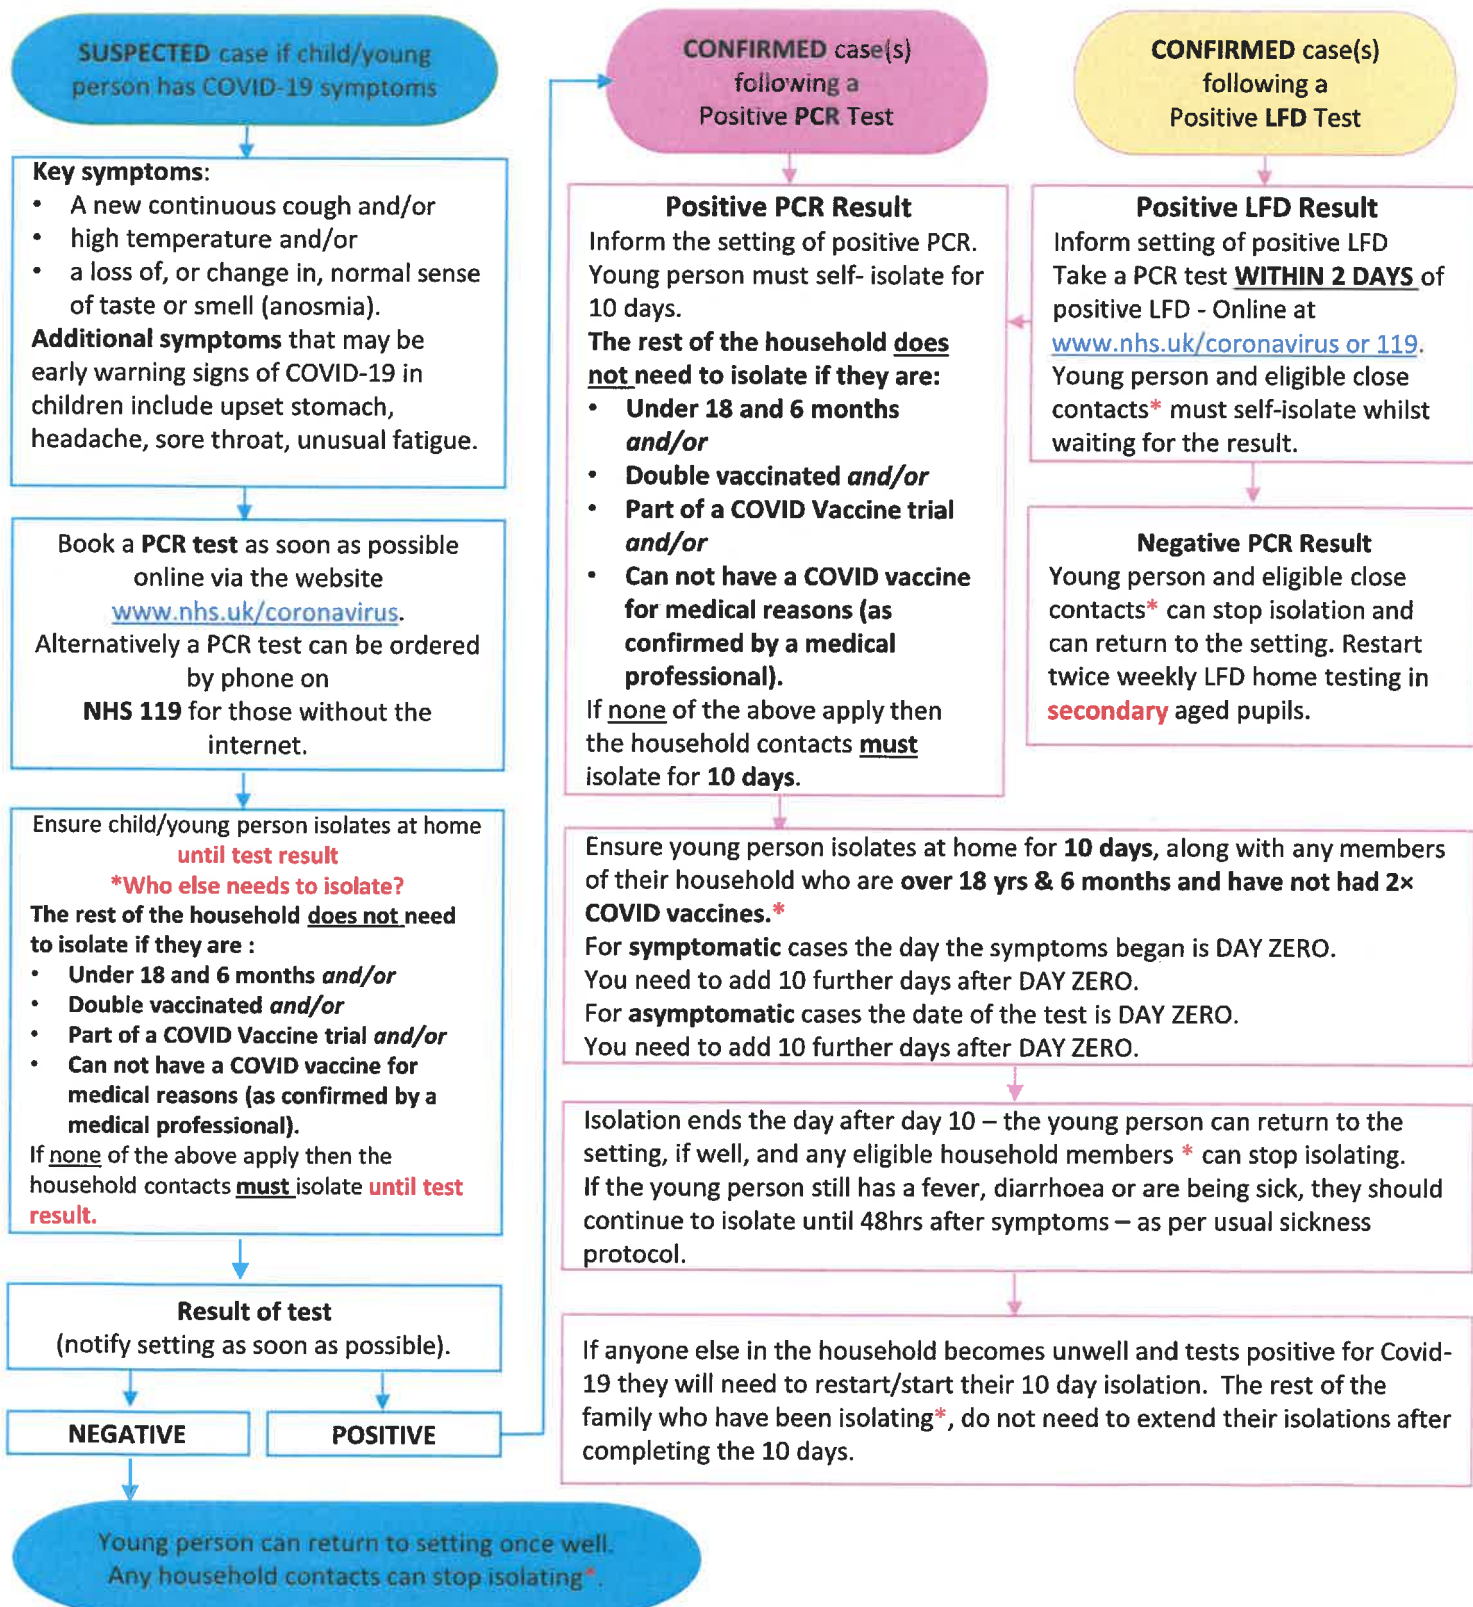 SUSPECTED case if child/young
person has COVID-19 symptoms
Key symptoms:
• A new continuous cough and/or
• high temperature and/or
• a loss of, or change in, normal sense
of taste or smell (anosmia).
Additional symptoms that may be
early warning signs of COVID-19 in
children include upset stomach,
headache, sore throat, unusual fatigue.
Book a PCR test as soon as possible
online via the website
www.nhs.uk/coronavirus.
Alternatively a PCR test can be ordered
by phone on
NHS 119 for those without the
internet.
Ensure child/young person isolates at home
until test result
*Who else needs to isolate?
The rest of the household does not need
to isolate if they are :
• Under 18 and 6 months and/or
• Double vaccinated and/or
• Part of a COVID Vaccine trial and/or
• Can not have a COVID vaccine for
medical reasons (as confirmed by a
medical professional).
If none of the above apply then the
household contacts must isolate until test
result.
Result of test
(notify setting as soon as possible).
NEGATIVE
POSITIVE
Young person can return to setting once well.
Any household contacts can stop isolating*.
CONFIRMED case(s)
following a
Positive PCR Test
Positive PCR Result
Inform the setting of positive PCR.
Young person must self- isolate for
10 days.
The rest of the household does
not need to isolate if they are:
• Under 18 and 6 months
and/or
• Double vaccinated and/or
• Part of a COVID Vaccine trial
and/or
• Can not have a COVID vaccine
for medical reasons (as
confirmed by a medical
professional).
If none of the above apply then
the household contacts must
isolate for 10 days.
CONFIRMED case(s)
following a
Positive LFD Test
Positive LFD Result
Inform setting of positive LFD
Take a PCR test WITHIN 2 DAYS of
positive LFD - Online at
www.nhs.uk/coronavirus or 119.
Young person and eligible close
contacts* must self-isolate whilst
waiting for the result.
Negative PCR Result
Young person and eligible close
contacts* can stop isolation and
can return to the setting. Restart
twice weekly LFD home testing in
secondary aged pupils.
Ensure young person isolates at home for 10 days, along with any members
of their household who are over 18 yrs & 6 months and have not had 2×
COVID vaccines.*
For symptomatic cases the day the symptoms began is DAY ZERO.
You need to add 10 further days after DAY ZERO.
For asymptomatic cases the date of the test is DAY ZERO.
You need to add 10 further days after DAY ZERO.
Isolation ends the day after day 10 – the young person can return to the
setting, if well, and any eligible household members * can stop isolating.
If the young person still has a fever, diarrhoea or are being sick, they should
continue to isolate until 48hrs after symptoms – as per usual sickness
protocol.
If anyone else in the household becomes unwell and tests positive for Covid-
19 they will need to restart/start their 10 day isolation. The rest of the
family who have been isolating*, do not need to extend their isolations after
completing the 10 days.